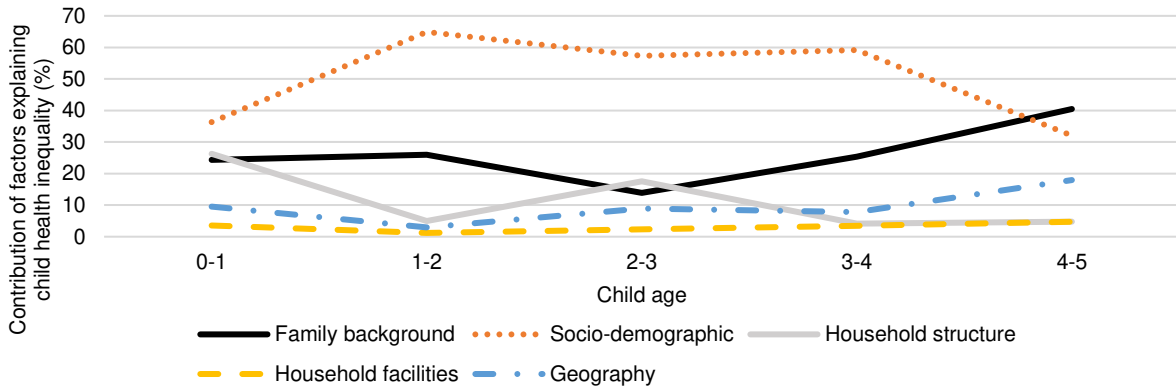 Contribution of factors explaining
child health inequality (%)
70
60
50
40
30
20
10
0
0-1 1-2 2-3 3-4 4-5
Child age
Family background Socio-demographic Household structure
Household facilities Geography